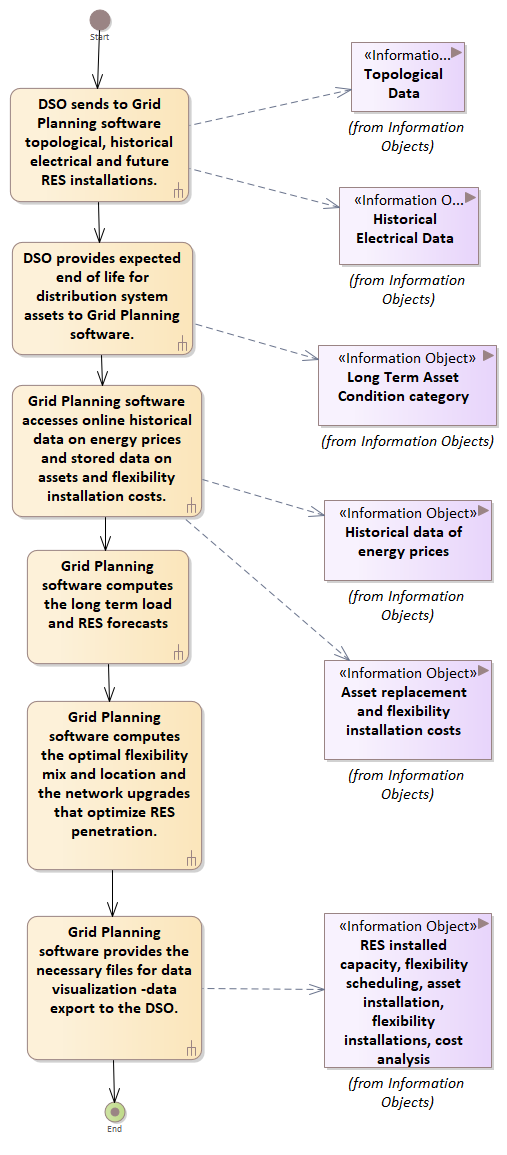 Start
DSO sends to Grid
Planning software
topological, historical
electrical and future
RES installations.
«Informatio...
Topological
Data
(from Information
Objects)
«Information O...
Historical
Electrical Data
(from Information
Objects)
DSO provides expected
end of life for
distribution system
assets to Grid Planning
software.
«Information Object»
Long Term Asset
Condition category
(from Information Objects)
Grid Planning software
accesses online historical
data on energy prices
and stored data on
assets and flexibility
installation costs.
«Information Object»
Historical data of
energy prices
(from Information
Objects)
Grid Planning
software computes
the long term load
and RES forecasts
«Information Object»
Asset replacement
and flexibility
installation costs
(from Information
Objects)
Grid Planning
software computes
the optimal flexibility
mix and location and
the network upgrades
that optimize RES
penetration.
Grid Planning
software provides the
necessary files for data
visualization -data
export to the DSO.
«Information Object»
RES installed
capacity, flexibility
scheduling, asset
installation,
flexibility
installations, cost
analysis
(from Information
Objects)
End